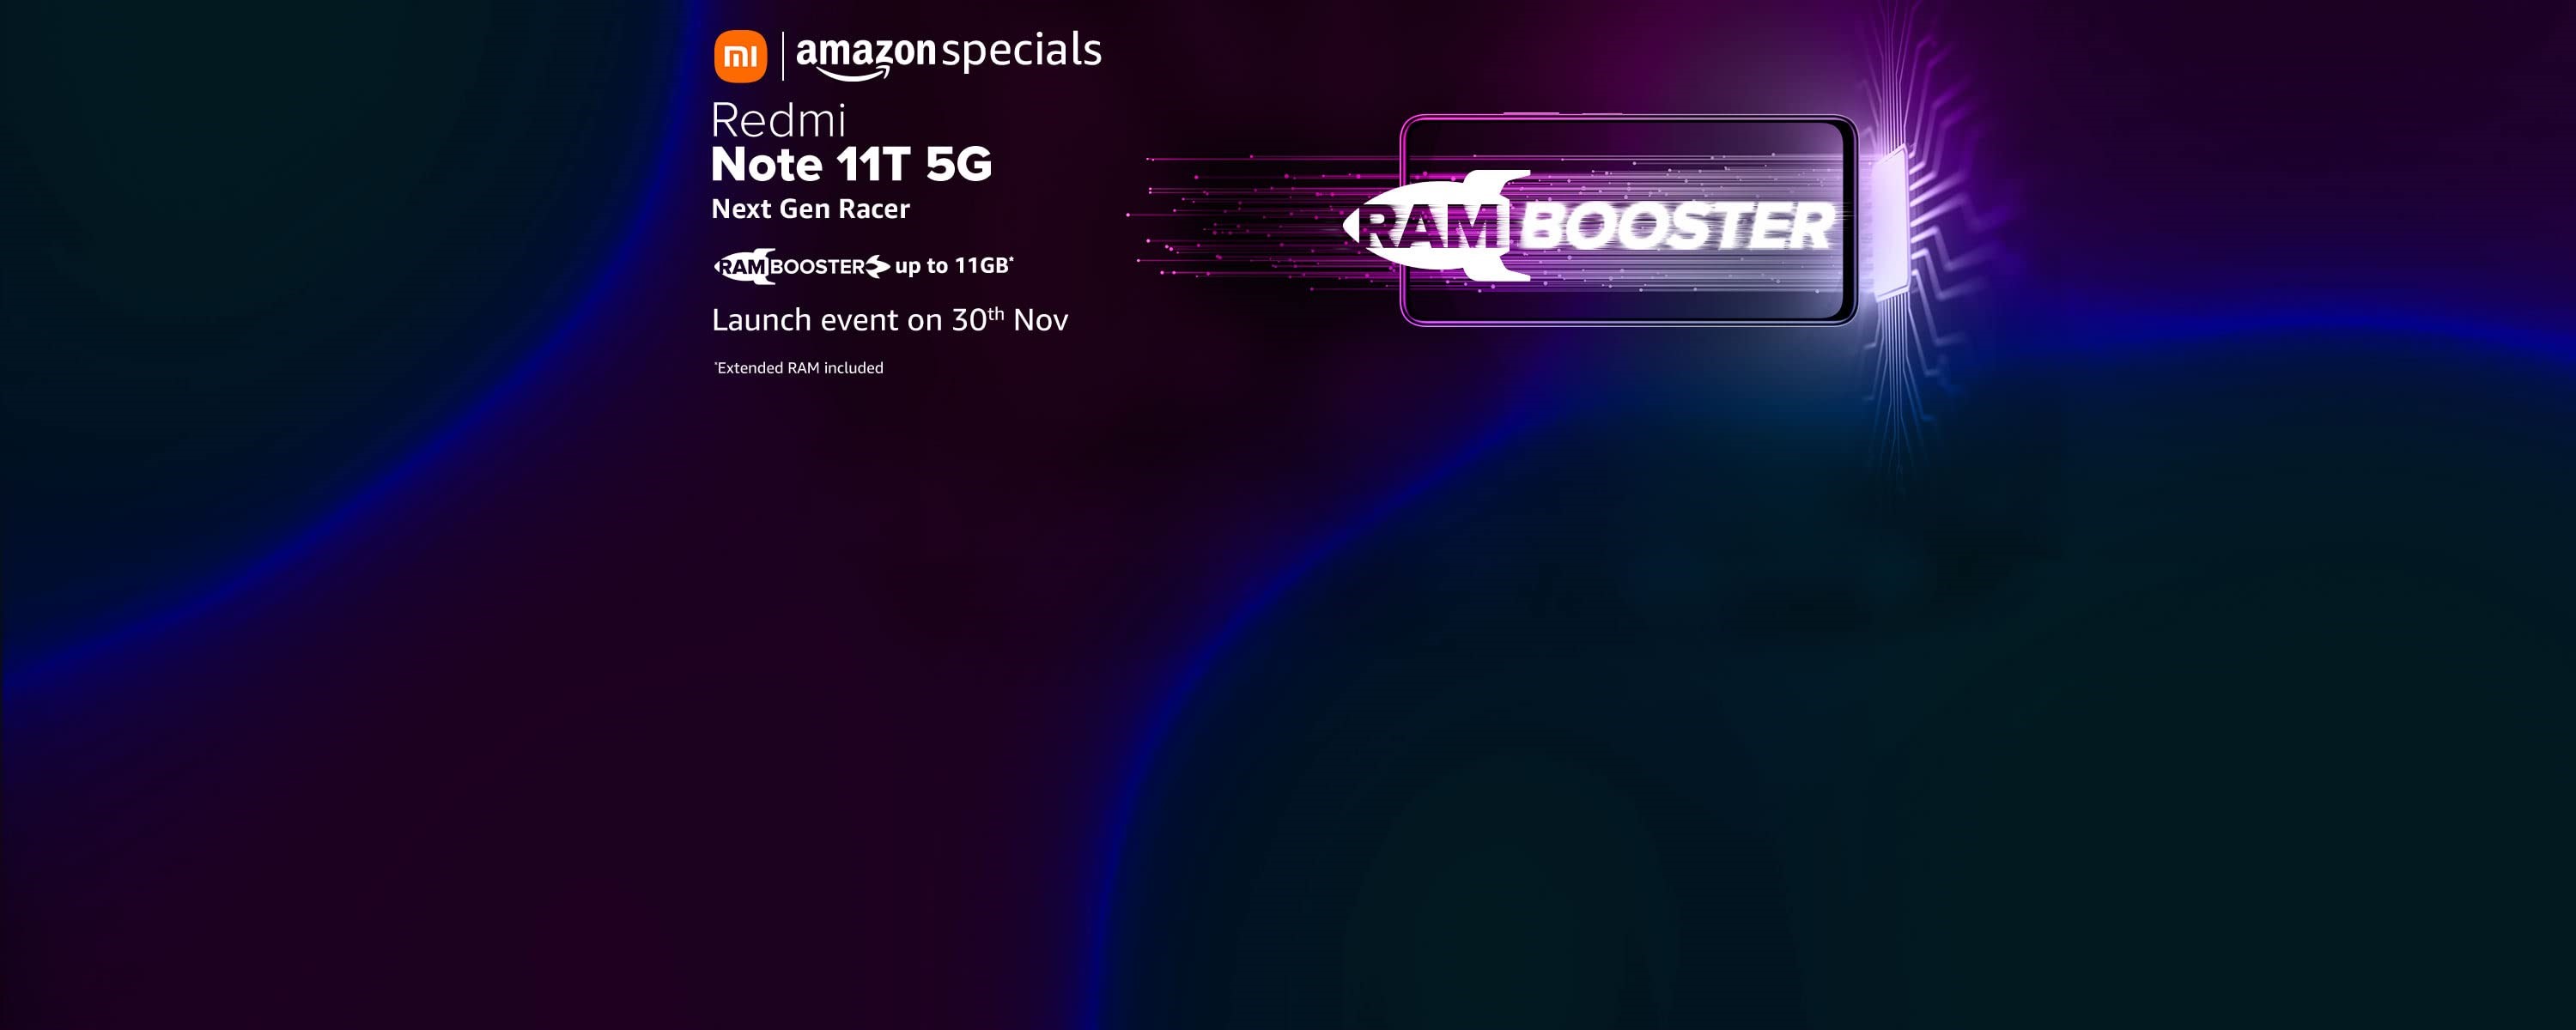 mi | amazon specials
Redmi
Note 11T 5G
Next Gen Racer
RAM BOOSTER up to 11GB*
Launch event on 30th Nov
*Extended RAM included
RAM BOOSTER